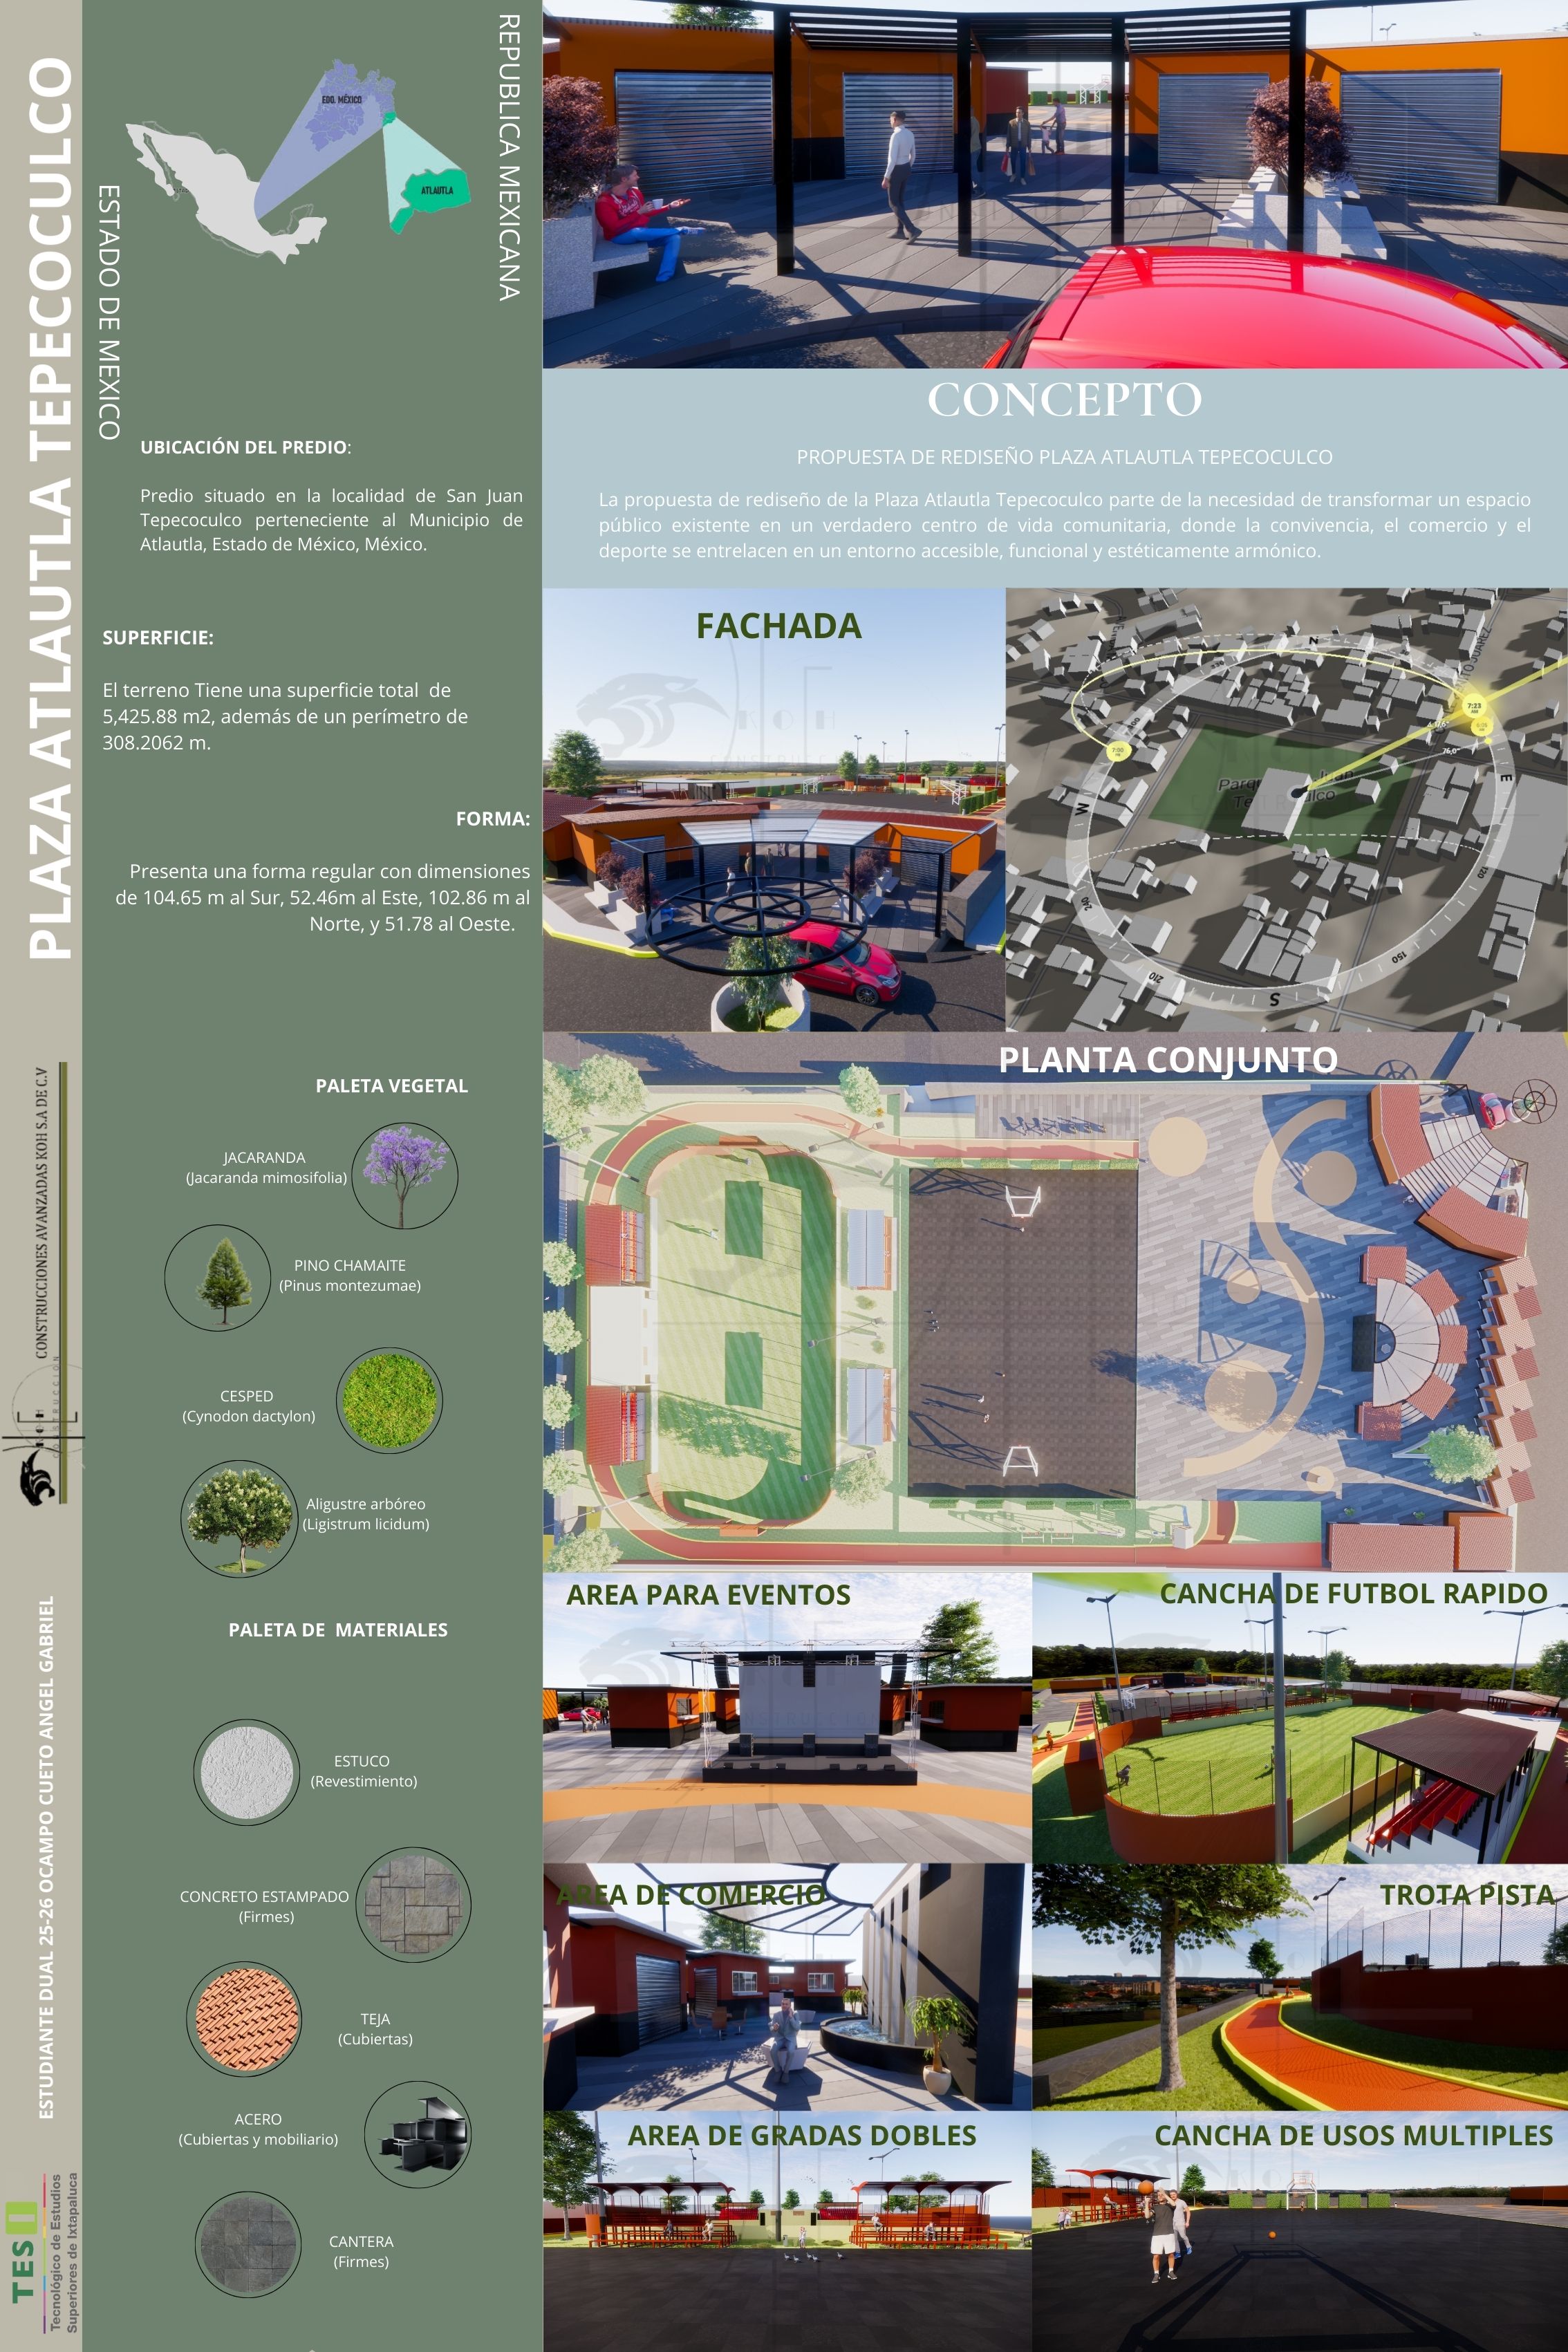 PLAZA ATLAUTLA TEPECOCULCO
CONSTRUCCIONES AVANZADAS KOH S.A DE C.V
ESTUDIANTE DUAL 25-26 OCAMPO CUETO ANGEL GABRIEL
TES
Tecnológico de Estudios
Superiores de Ixtapaluca
REPUBLICA MEXICANA
ESTADO DE MEXICO
EDO. MÉXICO
ATLAUTLA
UBICACIÓN DEL PREDIO:
Predio situado en la localidad de San Juan
Tepecoculco perteneciente al Municipio de
Atlautla, Estado de México, México.
SUPERFICIE:
El terreno Tiene una superficie total de
5,425.88 m2, además de un perímetro de
308.2062 m.
FORMA:
Presenta una forma regular con dimensiones
de 104.65 m al Sur, 52.46m al Este, 102.86 m al
Norte, y 51.78 al Oeste.
PALETA VEGETAL
JACARANDA
(Jacaranda mimosifolia)
PINO CHAMAITE
(Pinus montezumae)
CESPED
(Cynodon dactylon)
Aligustre arbóreo
(Ligistrum licidum)
PALETA DE MATERIALES
ESTUCO
(Revestimiento)
CONCRETO ESTAMPADO
(Firmes)
TEJA
(Cubiertas)
ACERO
(Cubiertas y mobiliario)
CANTERA
(Firmes)
CONCEPTO
PROPUESTA DE REDISEÑO PLAZA ATLAUTLA TEPECOCULCO
La propuesta de rediseño de la Plaza Atlautla Tepecoculco parte de la necesidad de transformar un espacio
público existente en un verdadero centro de vida comunitaria, donde la convivencia, el comercio y el
deporte se entrelacen en un entorno accesible, funcional y estéticamente armónico.
FACHADA
KOH
N
7:23
AM
76,0°
E
W
120
150
S
210
240
PLANTA CONJUNTO
AREA PARA EVENTOS
CANCHA DE FUTBOL RAPIDO
AREA DE COMERCIO
TROTA PISTA
AREA DE GRADAS DOBLES
CANCHA DE USOS MULTIPLES